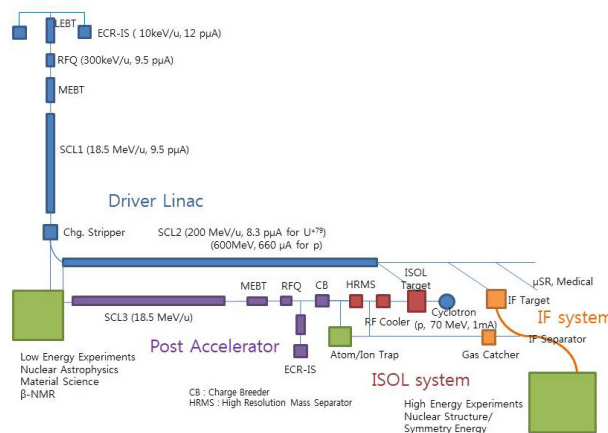 LEBT
ECR-IS ( 10keV/u, 12 pμA)
RFQ (300keV/u, 9.5 pμA)
MEBT
SCL1 (18.5 MeV/u, 9.5 pμA)
Driver Linac
Chg. Stripper
SCL2 (200 MeV/u, 8.3 pμA for U⁺⁷⁹)
(600MeV, 660 μA for p)
μSR, Medical
ISOL
Target
MEBT
RFQ
CB
HRMS
IF Target
SCL3 (18.5 MeV/u)
RF Cooler
Cyclotron
(p, 70 MeV, 1mA)
IF system
Post Accelerator
IF Separator
Atom/Ion Trap
Gas Catcher
ECR-IS
ISOL system
Low Energy Experiments
Nuclear Astrophysics
Material Science
β-NMR
CB : Charge Breeder
HRMS : High Resolution Mass Separator
High Energy Experiments
Nuclear Structure/
Symmetry Energy